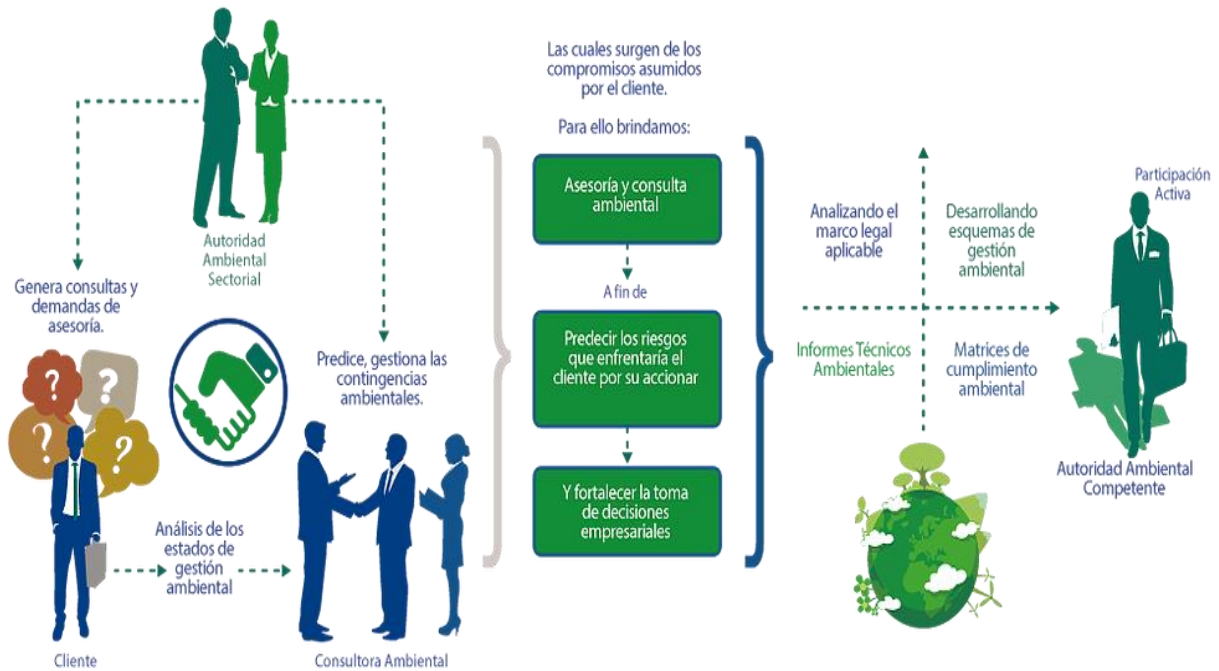 Autoridad
Ambiental
Sectorial
Genera consultas y
demandas de
asesoría.
Predice, gestiona las
contingencias
ambientales.
? ? ? ?
Análisis de los
estados de
gestión
ambiental
Cliente
Consultora Ambiental
Las cuales surgen de los
compromisos asumidos
por el cliente.
Para ello brindamos:
Asesoría y consulta
ambiental
A fin de
Predecir los riesgos
que enfrentaría el
cliente por su accionar
Y fortalecer la toma
de decisiones
empresariales
Analizando el
marco legal
aplicable
Desarrollando
esquemas de
gestión
ambiental
Informes Técnicos
Ambientales
Matrices de
cumplimiento
ambiental
Participación
Activa
Autoridad Ambiental
Competente